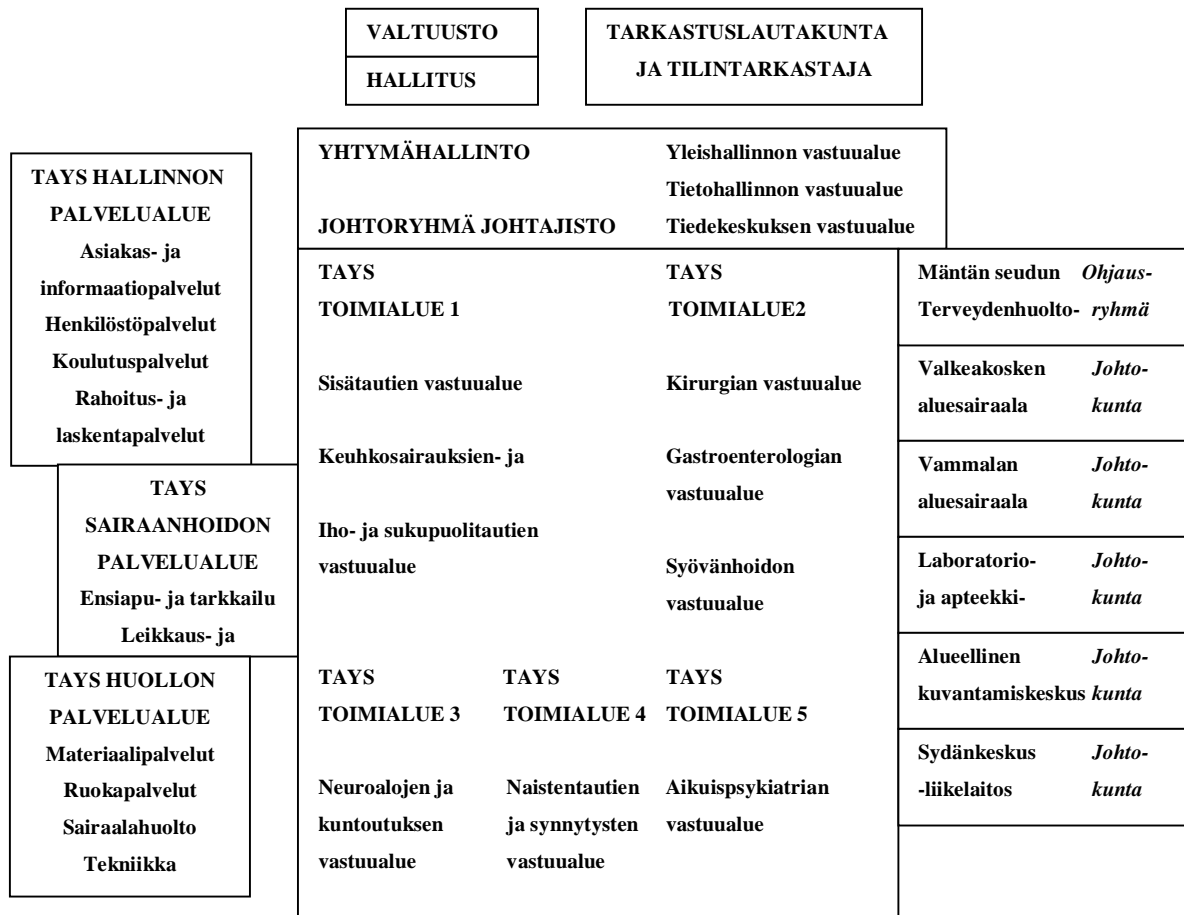 VALTUUSTO
HALLITUS
TARKASTUSLAUTAKUNTA
JA TILINTARKASTAJA
YHTYMÄHALLINTO
JOHTORYHMÄ JOHTAJISTO
Yleishallinnon vastuualue
Tietohallinnon vastuualue
Tiedekeskuksen vastuualue
TAYS HALLINNON
PALVELUALUE
Asiakas- ja
informaatiopalvelut
Henkilöstöpalvelut
Koulutuspalvelut
Rahoitus- ja
laskentapalvelut
TAYS
SAIRAANHOIDON
PALVELUALUE
Ensiapu- ja tarkkailu
Leikkaus- ja
TAYS HUOLLON
PALVELUALUE
Materiaalipalvelut
Ruokapalvelut
Sairaalahuolto
Tekniikka
TAYS
TOIMIALUE 1
Sisätautien vastuualue
Keuhkosairauksien- ja
Iho- ja sukupuolitautien
vastuualue
TAYS
TOIMIALUE2
Kirurgian vastuualue
Gastroenterologian
vastuualue
Syövänhoidon
vastuualue
TAYS
TOIMIALUE 3
Neuroalojen ja
kuntoutuksen
vastuualue
TAYS
TOIMIALUE 4
Naistentautien
ja synnytysten
vastuualue
TAYS
TOIMIALUE 5
Aikuispsykiatrian
vastuualue
Mäntän seudun Ohjaus-
Terveydenhuolto- ryhmä
Valkeakosken Johto-
aluesairaala kunta
Vammalan Johto-
aluesairaala kunta
Laboratorio- Johto-
ja apteekki- kunta
Alueellinen Johto-
kuvantamiskeskus kunta
Sydänkeskus Johto-
-liikelaitos kunta